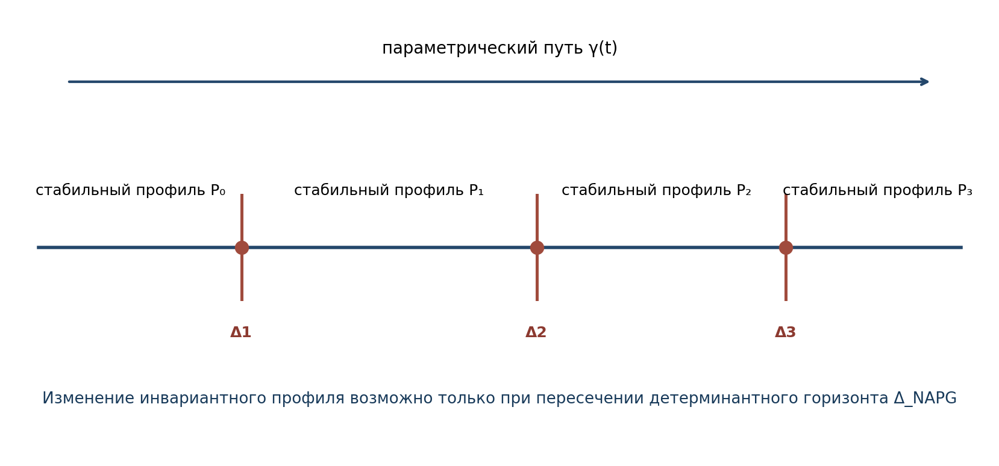 параметрический путь γ(t)
стабильный профиль P₀
стабильный профиль P₁
стабильный профиль P₂
стабильный профиль P₃
Δ1
Δ2
Δ3
Изменение инвариантного профиля возможно только при пересечении детерминантного горизонта Δ_NAPG